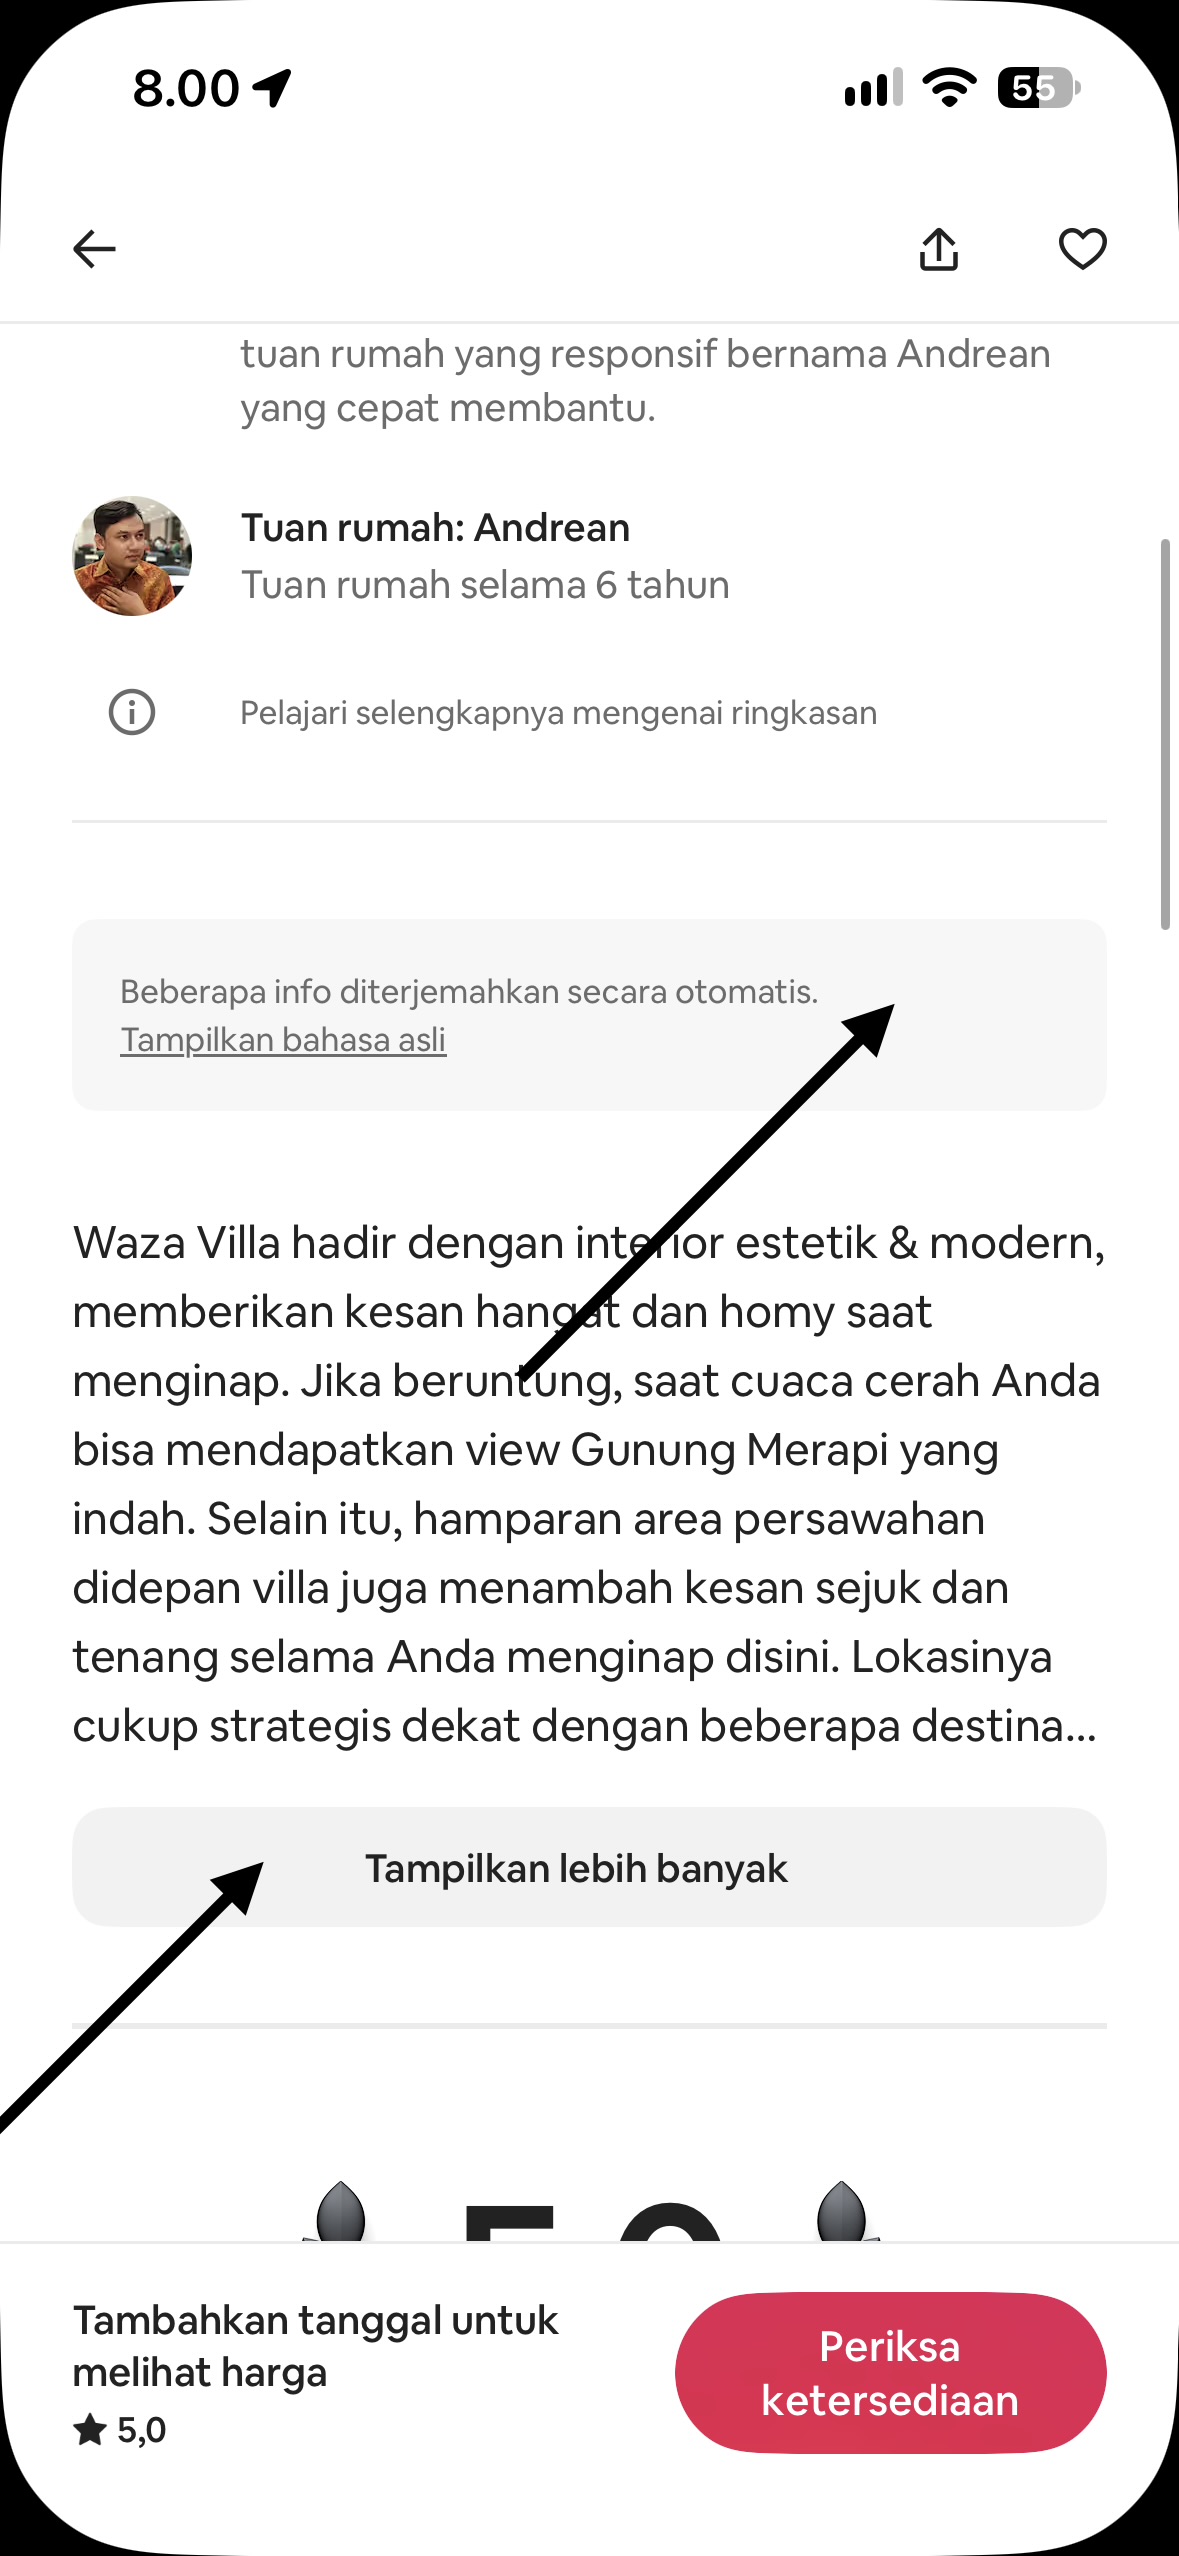 8.00
55
tuan rumah yang responsif bernama Andrean
yang cepat membantu.
Tuan rumah: Andrean
Tuan rumah selama 6 tahun
Pelajari selengkapnya mengenai ringkasan
Beberapa info diterjemahkan secara otomatis.
Tampilkan bahasa asli
Waza Villa hadir dengan interior estetik & modern,
memberikan kesan hangat dan homy saat
menginap. Jika beruntung, saat cuaca cerah Anda
bisa mendapatkan view Gunung Merapi yang
indah. Selain itu, hamparan area persawahan
didepan villa juga menambah kesan sejuk dan
tenang selama Anda menginap disini. Lokasinya
cukup strategis dekat dengan beberapa destina...
Tampilkan lebih banyak
Tambahkan tanggal untuk
melihat harga
5,0
Periksa
ketersediaan